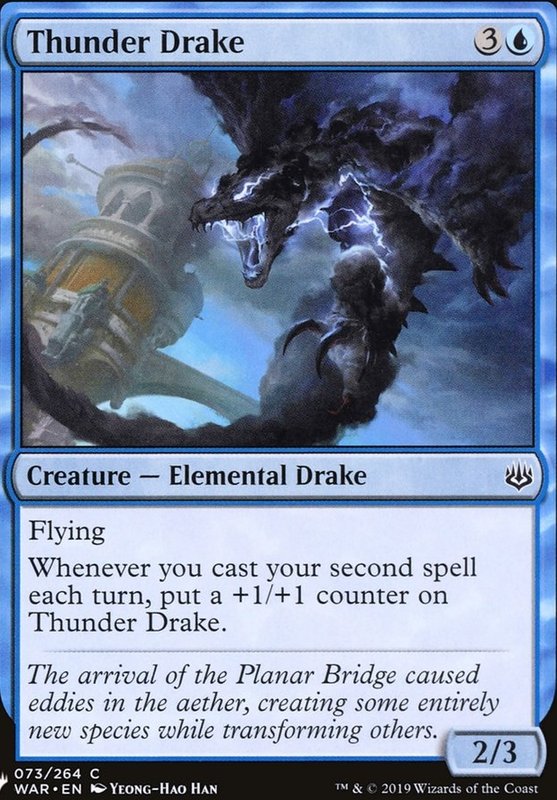 Thunder Drake 3
Creature — Elemental Drake
Flying
Whenever you cast your second spell
each turn, put a +1/+1 counter on
Thunder Drake.
The arrival of the Planar Bridge caused
eddies in the aether, creating some entirely
new species while transforming others.
2/3
073/264 C
WAR • EN Yeong-Hao Han
™ & © 2019 Wizards of the Coast